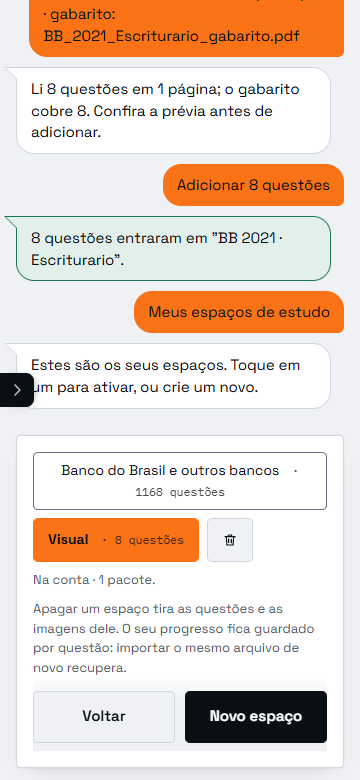 · gabarito:
BB_2021_Escriturario_gabarito.pdf
Li 8 questões em 1 página; o gabarito
cobre 8. Confira a prévia antes de
adicionar.
Adicionar 8 questões
8 questões entraram em "BB 2021 ·
Escriturario".
Meus espaços de estudo
Estes são os seus espaços. Toque em
um para ativar, ou crie um novo.
Banco do Brasil e outros bancos ·
1168 questões
Visual · 8 questões
Na conta · 1 pacote.
Apagar um espaço tira as questões e as
imagens dele. O seu progresso fica guardado
por questão: importar o mesmo arquivo de
novo recupera.
Voltar
Novo espaço